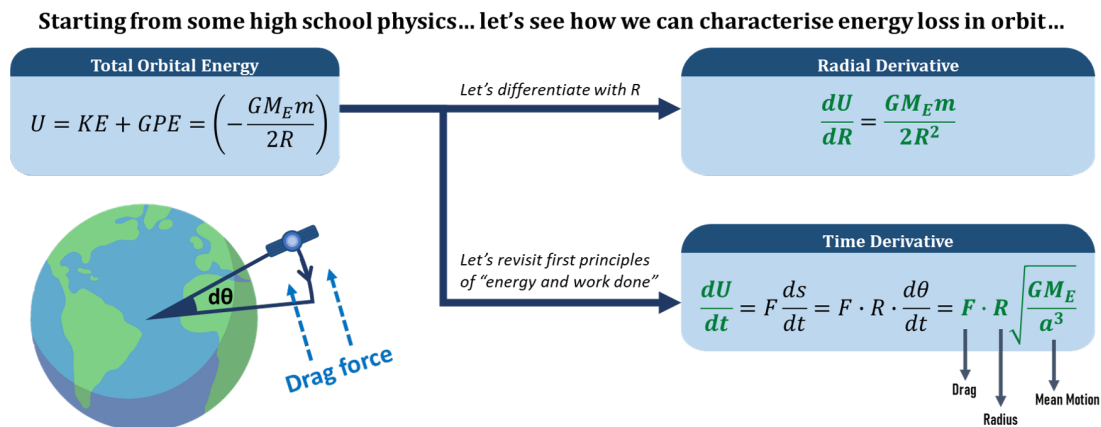 Starting from some high school physics… let's see how we can characterise energy loss in orbit…
Total Orbital Energy
U = KE + GPE = (−GM_E m / 2R)
Let's differentiate with R
Radial Derivative
dU/dR = GM_E m / 2R²
Let's revisit first principles
of "energy and work done"
Time Derivative
dU/dt = F ds/dt = F · R · dθ/dt = F · R √(GM_E / a³)
Drag
Radius
Mean Motion
dθ
Drag force